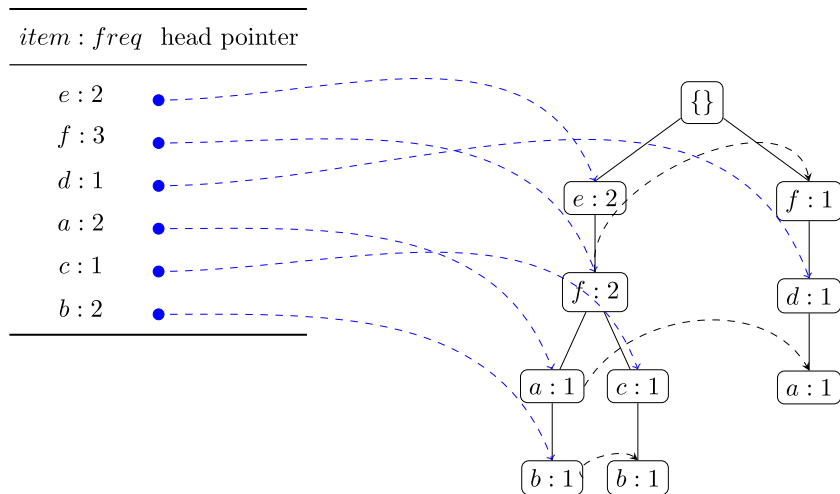 item : freq head pointer
e : 2
f : 3
d : 1
a : 2
c : 1
b : 2
{}
e : 2
f : 1
f : 2
d : 1
a : 1
c : 1
a : 1
b : 1
b : 1